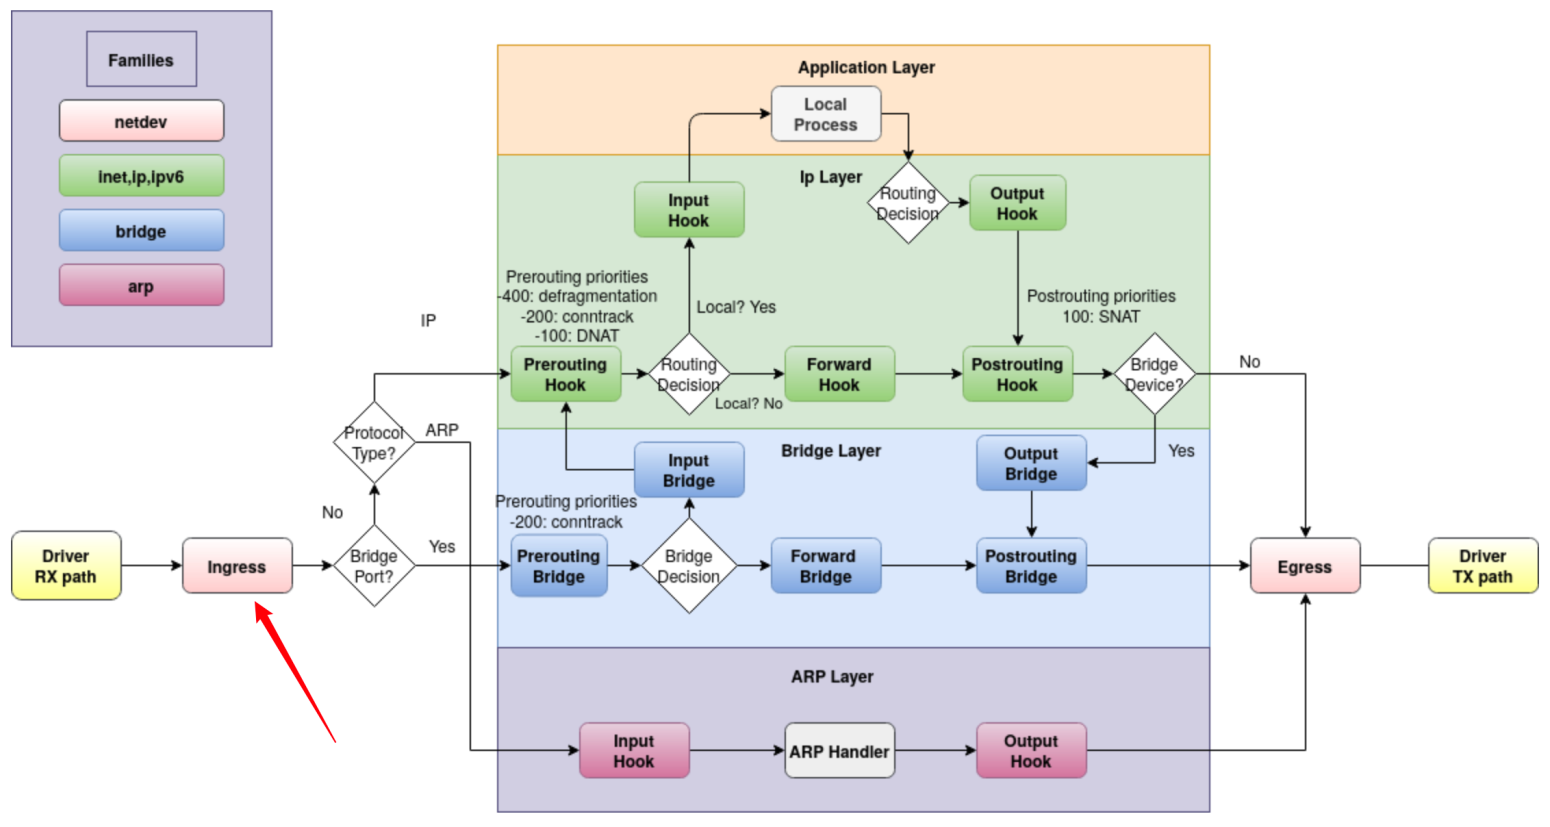 Families
netdev
inet,ip,ipv6
bridge
arp
Application Layer
Local
Process
Ip Layer
Routing
Decision
Output
Hook
Input
Hook
Prerouting priorities
-400: defragmentation
-200: conntrack
-100: DNAT
Local? Yes
Postrouting priorities
100: SNAT
IP
Prerouting
Hook
Routing
Decision
Local? No
Forward
Hook
Postrouting
Hook
Bridge
Device?
No
Protocol
Type?
ARP
Bridge Layer
Input
Bridge
Output
Bridge
Yes
Prerouting priorities
-200: conntrack
No
Driver
RX path
Ingress
Bridge
Port?
Yes
Prerouting
Bridge
Bridge
Decision
Forward
Bridge
Postrouting
Bridge
Egress
Driver
TX path
ARP Layer
Input
Hook
ARP Handler
Output
Hook